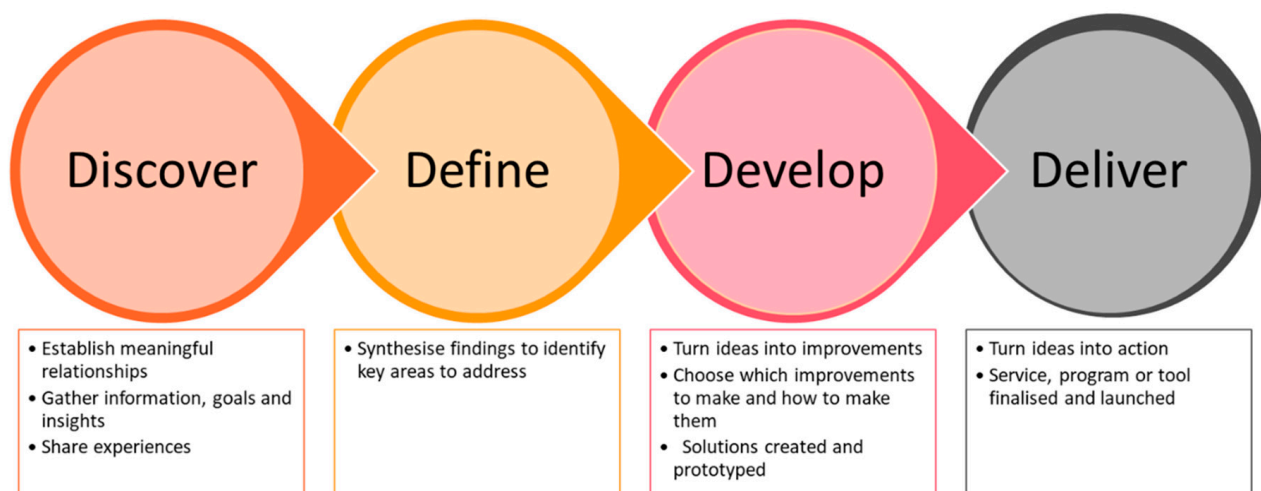 Discover
Define
Develop
Deliver
• Establish meaningful
relationships
• Gather information, goals and
insights
• Share experiences
• Synthesise findings to identify
key areas to address
• Turn ideas into improvements
• Choose which improvements
to make and how to make
them
• Solutions created and
prototyped
• Turn ideas into action
• Service, program or tool
finalised and launched